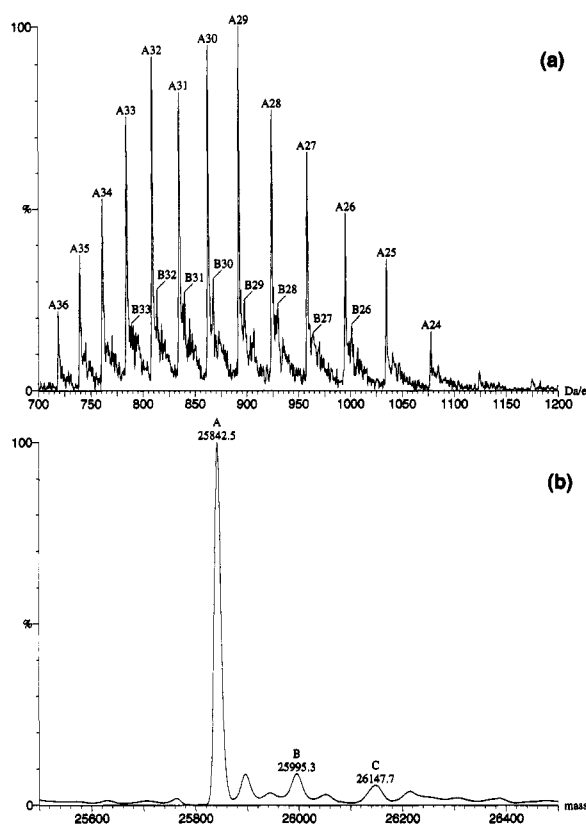 (a)
100
%
0
A36
A35
A34
A33
A32
A31
A30
A29
A28
A27
A26
A25
A24
B33
B32
B31
B30
B29
B28
B27
B26
700 750 800 850 900 950 1000 1050 1100 1150 1200
Da/e
(b)
100
%
0
A
25842.5
B
25995.3
C
26147.7
25600 25800 26000 26200 26400
mass